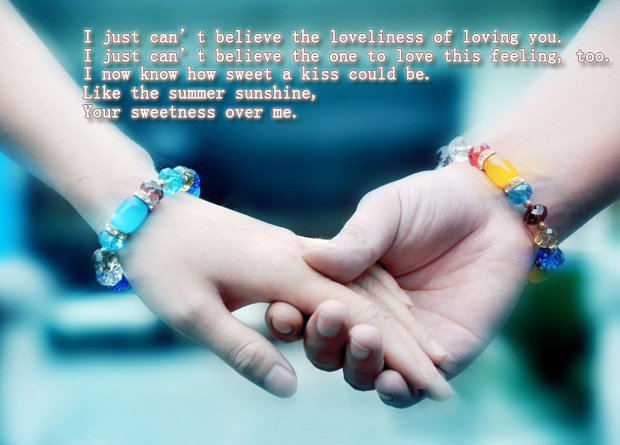 I just can't believe the loveliness of loving you.
I just can't believe the one to love this feeling, too.
I now know how sweet a kiss could be.
Like the summer sunshine,
Your sweetness over me.